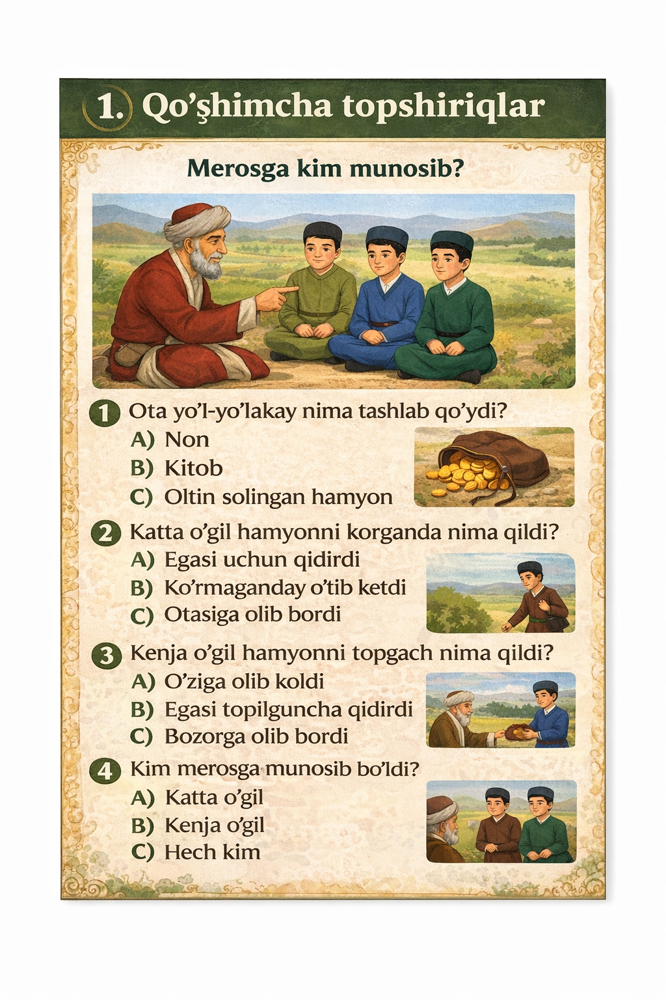 1. Qo’şhimcha topshiriqlar
Merosga kim munosib?
1 Ota yo’l-yo’lakay nima tashlab qo’ydi?
A) Non
B) Kitob
C) Oltin solingan hamyon
2 Katta o’gil hamyonni korganda nima qildi?
A) Egasi uchun qidirdi
B) Ko’rmaganday o’tib ketdi
C) Otasiga olib bordi
3 Kenja o’gil hamyonni topgach nima qildi?
A) O’ziga olib koldi
B) Egasi topilguncha qidirdi
C) Bozorga olib bordi
4 Kim merosga munosib bo’ldi?
A) Katta o’gil
B) Kenja o’gil
C) Hech kim